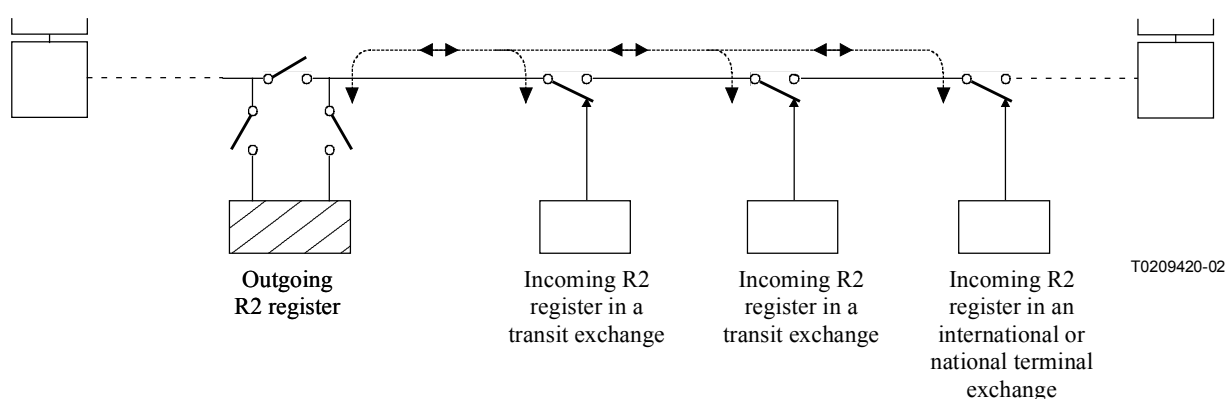 Outgoing
R2 register
Incoming R2
register in a
transit exchange
Incoming R2
register in a
transit exchange
Incoming R2
register in an
international or
national terminal
exchange
T0209420-02